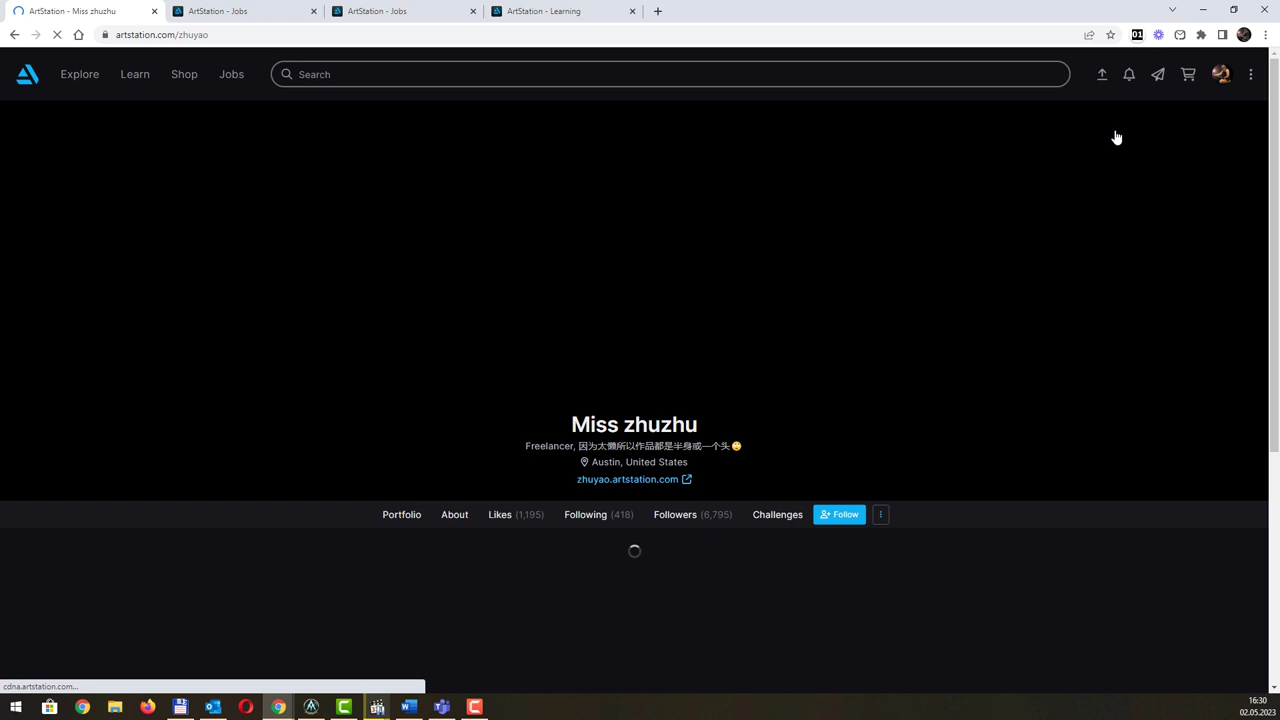 ArtStation - Miss zhuzhu
ArtStation - Jobs
ArtStation - Jobs
ArtStation - Learning
artstation.com/zhuyao
01
Explore
Learn
Shop
Jobs
Search
Miss zhuzhu
Freelancer, 因为太懒所以作品都是半身或一个头🙄
Austin, United States
zhuyao.artstation.com
Portfolio
About
Likes (1,195)
Following (418)
Followers (6,795)
Challenges
Follow
cdna.artstation.com...
16:30
02.05.2023